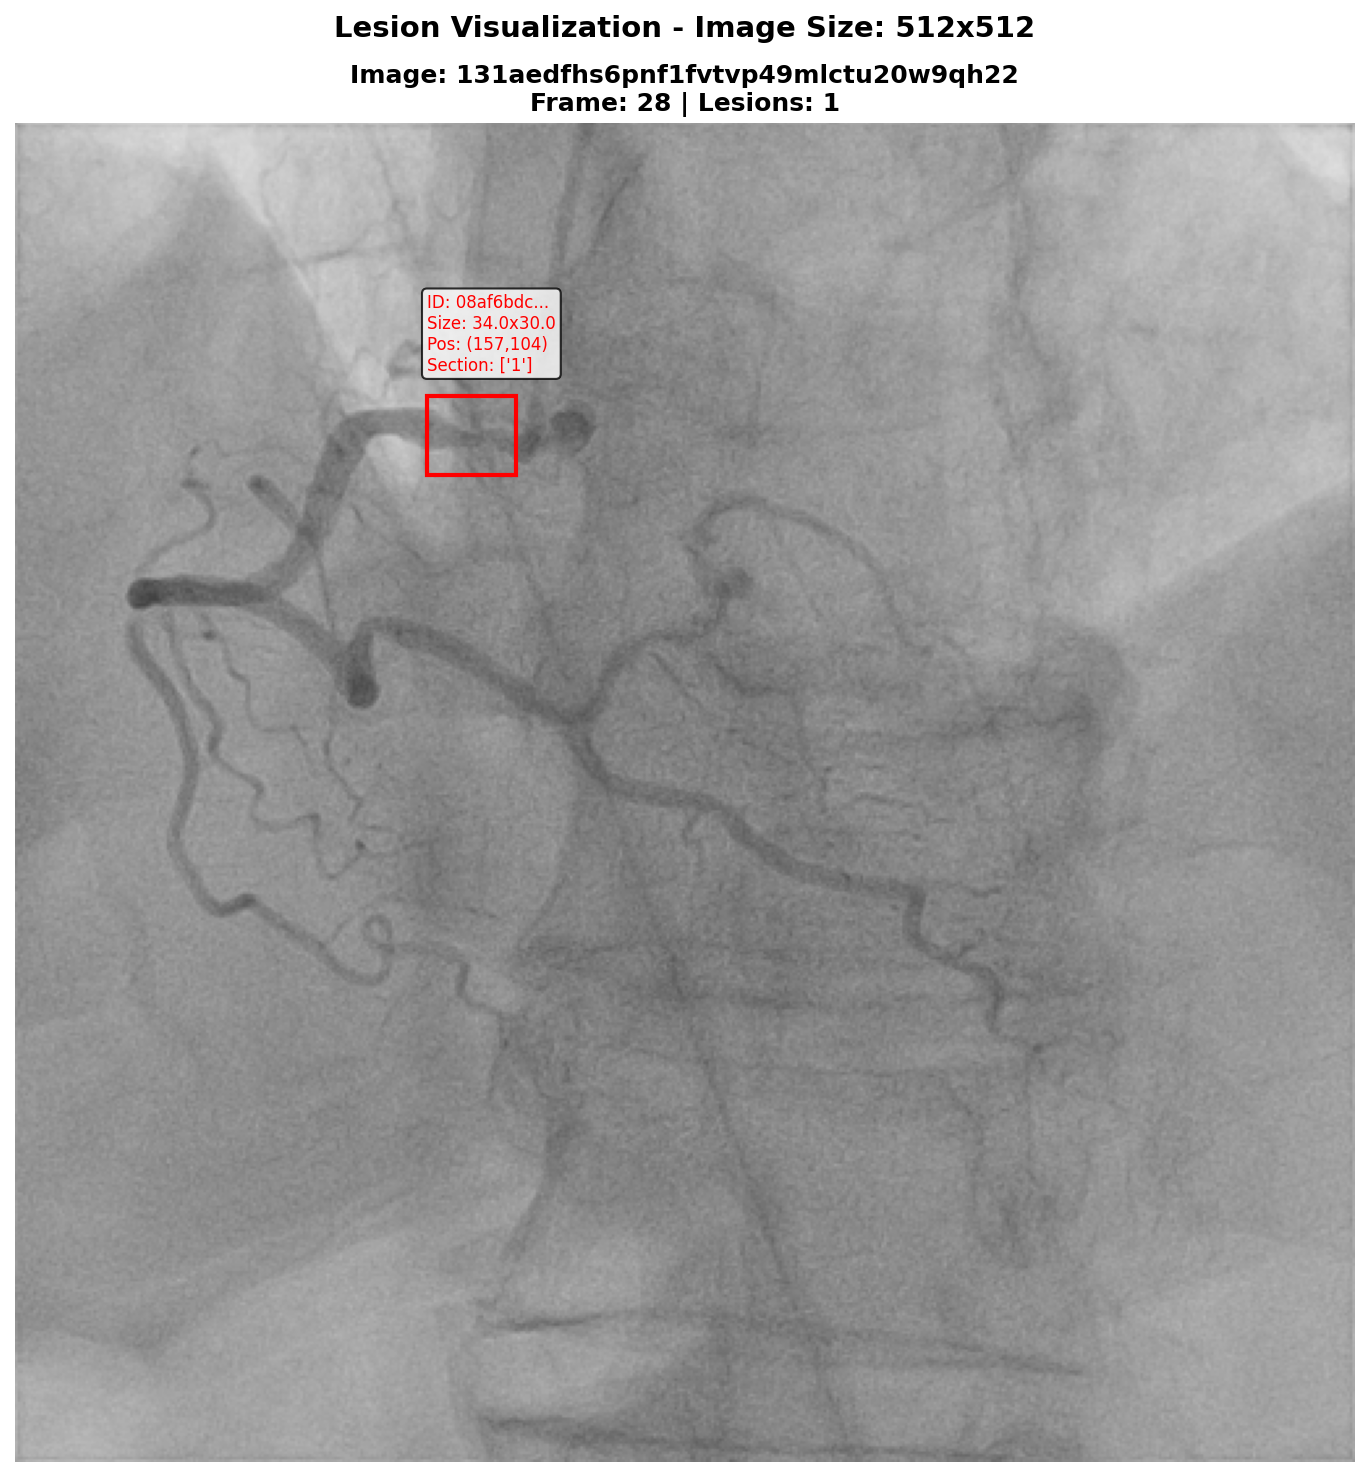 Lesion Visualization - Image Size: 512x512
Image: 131aedfhs6pnf1fvtvp49mlctu20w9qh22
Frame: 28 | Lesions: 1
ID: 08af6bdc...
Size: 34.0x30.0
Pos: (157,104)
Section: ['1']